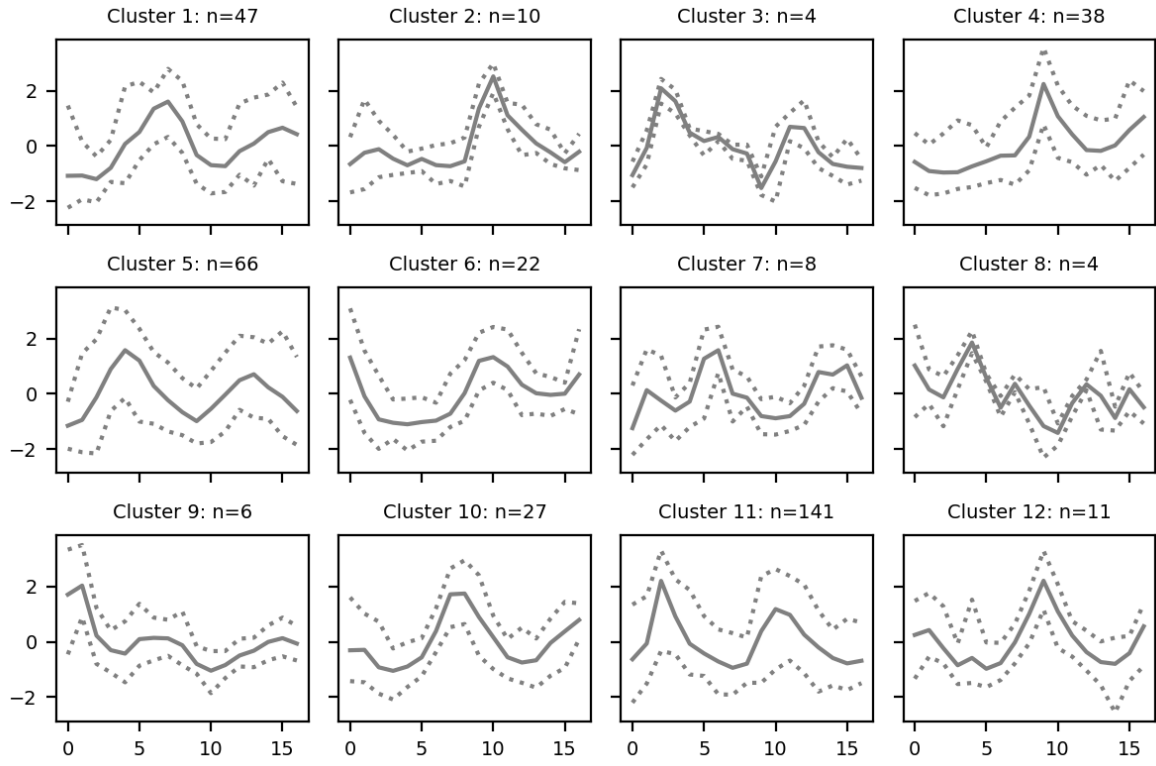 Cluster 1: n=47
Cluster 2: n=10
Cluster 3: n=4
Cluster 4: n=38
2
0
−2
Cluster 5: n=66
Cluster 6: n=22
Cluster 7: n=8
Cluster 8: n=4
2
0
−2
Cluster 9: n=6
Cluster 10: n=27
Cluster 11: n=141
Cluster 12: n=11
2
0
−2
0 5 10 15 0 5 10 15 0 5 10 15 0 5 10 15